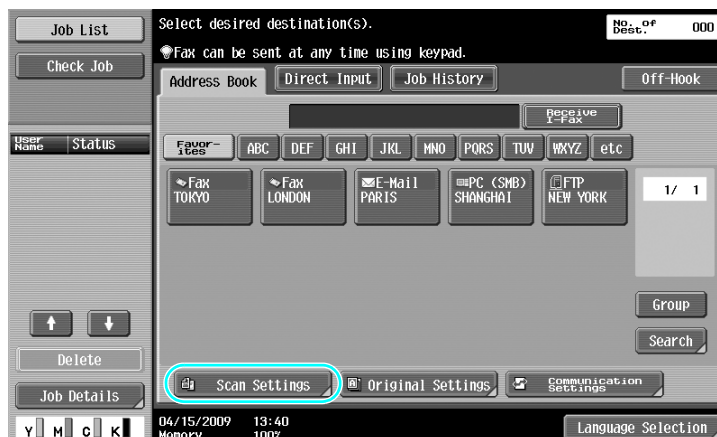 Job List
Check Job
User Name
Status
Delete
Job Details
Y M C K
Select desired destination(s).
No. of Dest. 000
Fax can be sent at any time using keypad.
Address Book
Direct Input
Job History
Off-Hook
Receive I-Fax
Favor-ites
ABC
DEF
GHI
JKL
MNO
PQRS
TUV
WXYZ
etc
Fax
TOKYO
Fax
LONDON
E-Mail
PARIS
PC (SMB)
SHANGHAI
FTP
NEW YORK
1/ 1
Group
Search
Scan Settings
Original Settings
Communication Settings
04/15/2009 13:40
Memory 100%
Language Selection